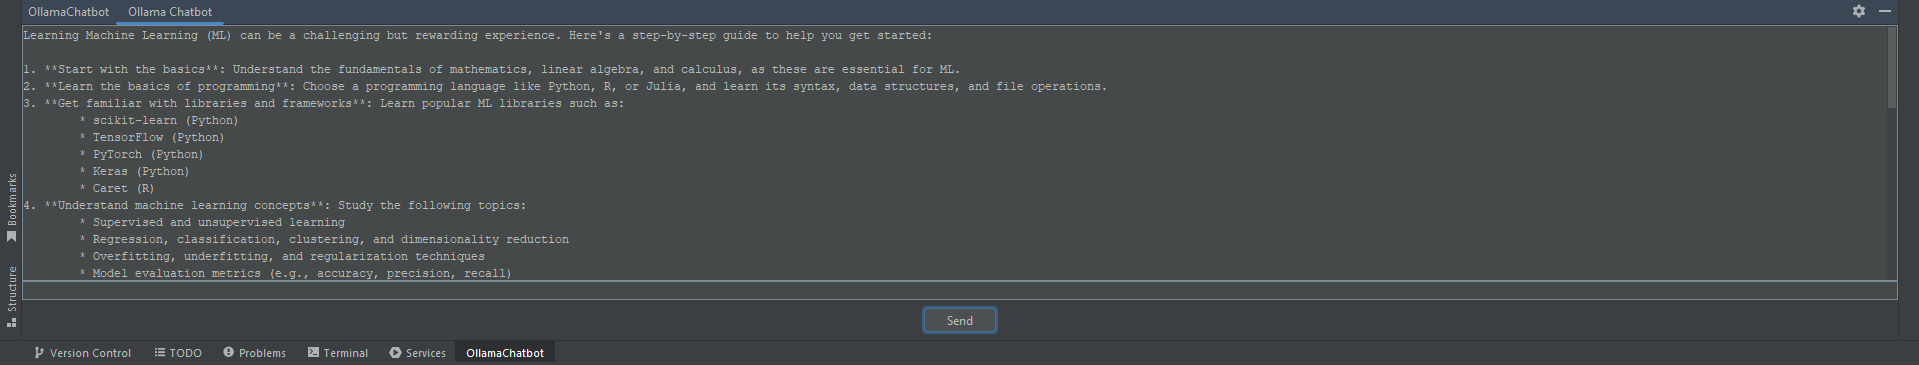 OllamaChatbot Ollama Chatbot
Learning Machine Learning (ML) can be a challenging but rewarding experience. Here's a step-by-step guide to help you get started:
1. **Start with the basics**: Understand the fundamentals of mathematics, linear algebra, and calculus, as these are essential for ML.
2. **Learn the basics of programming**: Choose a programming language like Python, R, or Julia, and learn its syntax, data structures, and file operations.
3. **Get familiar with libraries and frameworks**: Learn popular ML libraries such as:
* scikit-learn (Python)
* TensorFlow (Python)
* PyTorch (Python)
* Keras (Python)
* Caret (R)
4. **Understand machine learning concepts**: Study the following topics:
* Supervised and unsupervised learning
* Regression, classification, clustering, and dimensionality reduction
* Overfitting, underfitting, and regularization techniques
* Model evaluation metrics (e.g., accuracy, precision, recall)
Bookmarks
Structure
Send
Version Control TODO Problems Terminal Services OllamaChatbot